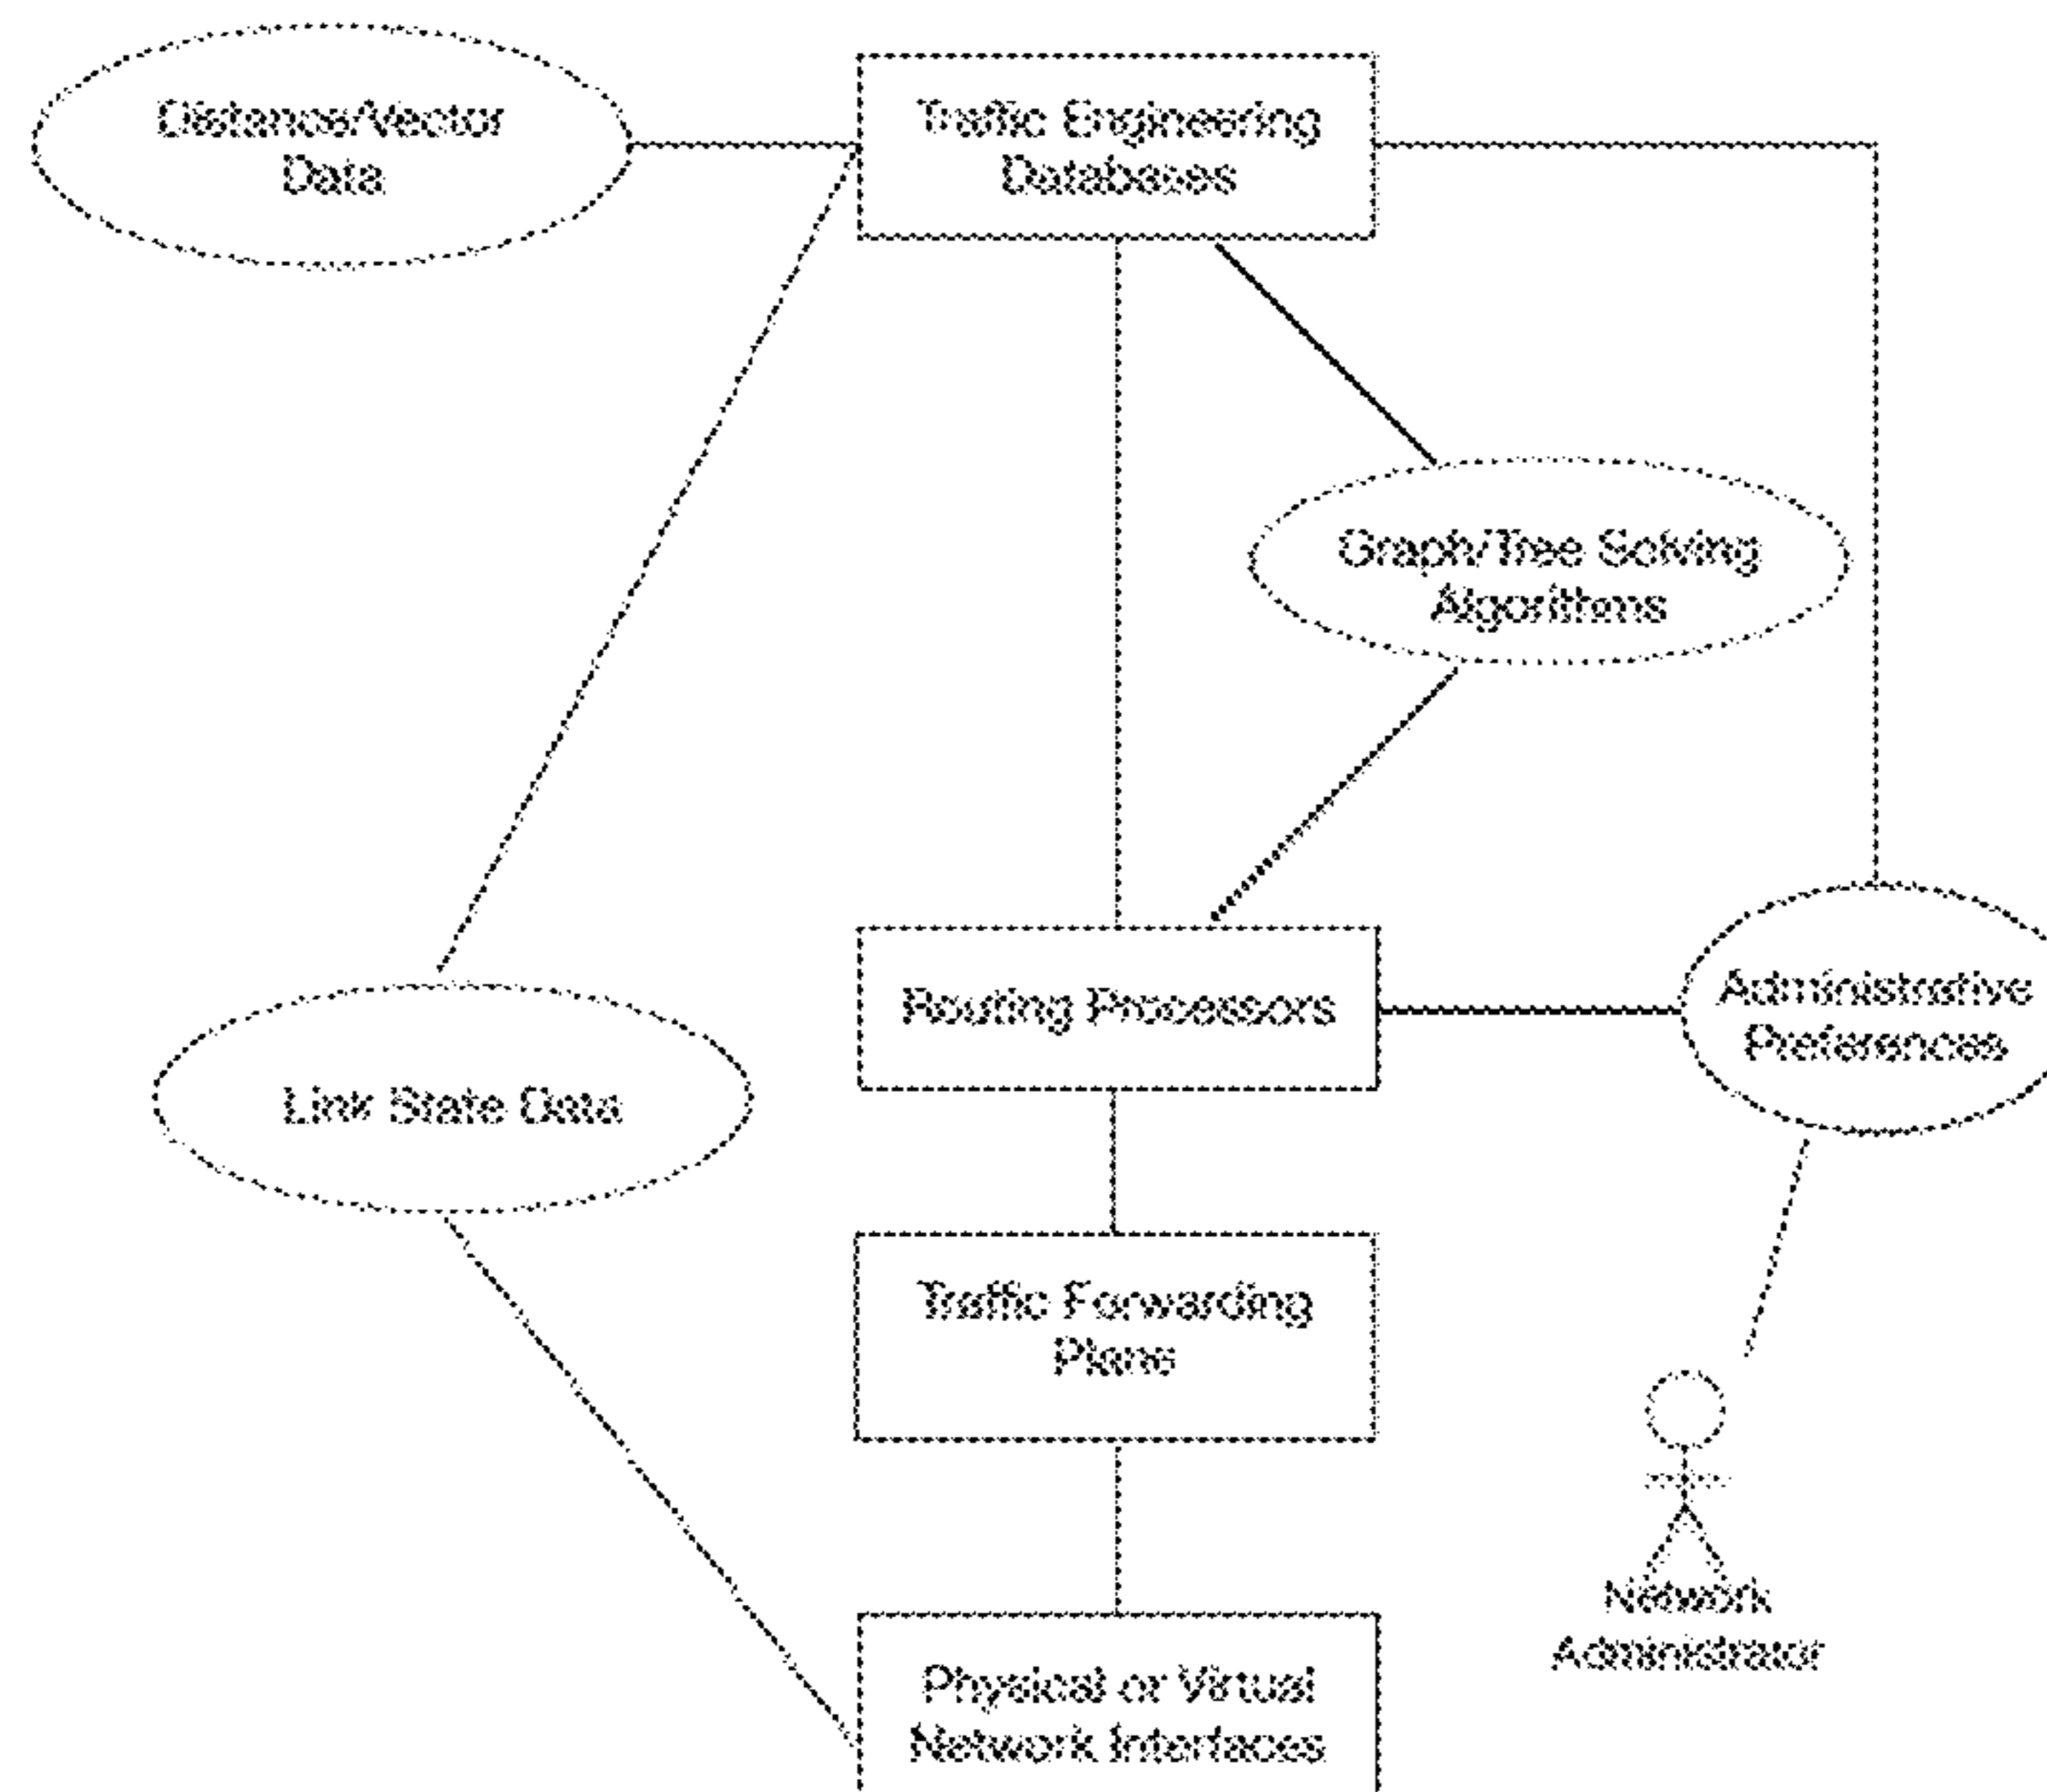 Distance/Vector
Data
Traffic Engineering
Databases
Graph/Tree Solving
Algorithms
Routing Processors
Administrative
Preferences
Link State Data
Traffic Forwarding
Plane
Network
Administrator
Physical or Virtual
Network Interfaces